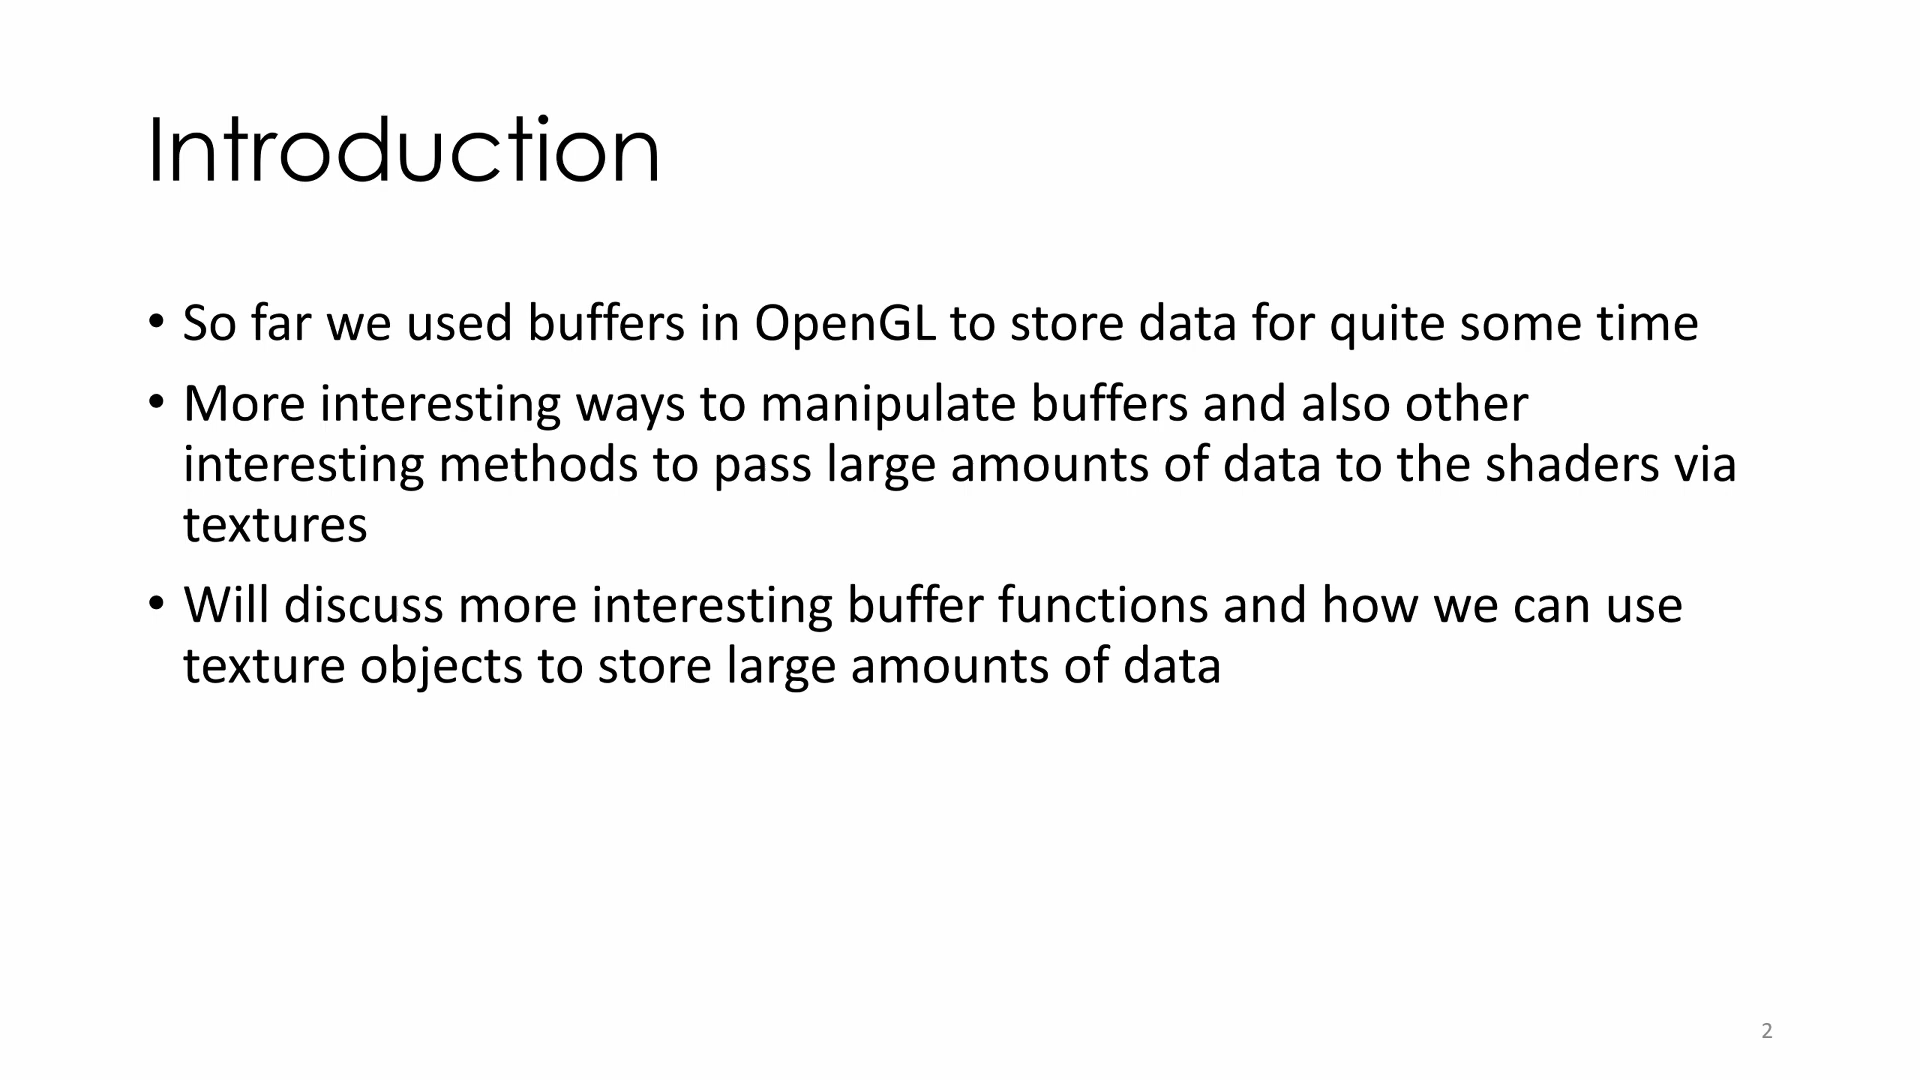 Introduction
• So far we used buffers in OpenGL to store data for quite some time
• More interesting ways to manipulate buffers and also other
interesting methods to pass large amounts of data to the shaders via
textures
• Will discuss more interesting buffer functions and how we can use
texture objects to store large amounts of data
2